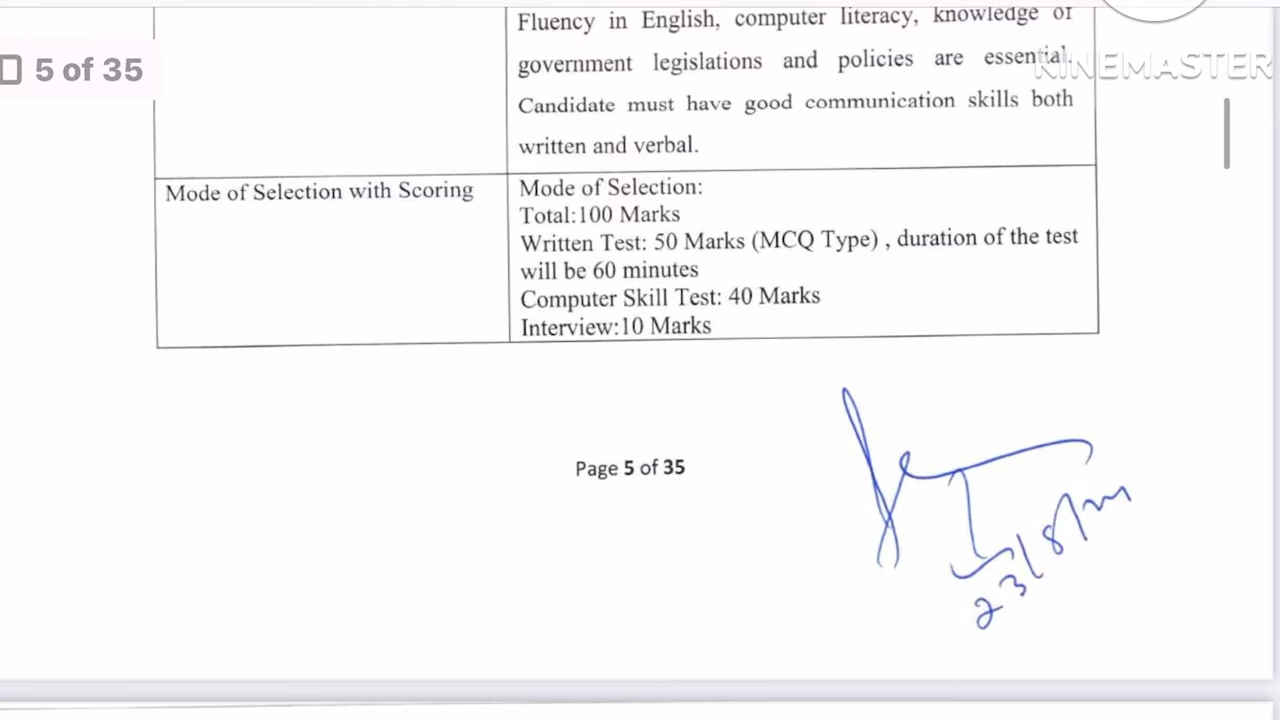 Fluency in English, computer literacy, knowledge of
5 of 35
government legislations and policies are essential.
KINEMASTER
Candidate must have good communication skills both
written and verbal.
Mode of Selection with Scoring
Mode of Selection:
Total:100 Marks
Written Test: 50 Marks (MCQ Type) , duration of the test
will be 60 minutes
Computer Skill Test: 40 Marks
Interview:10 Marks
Page 5 of 35